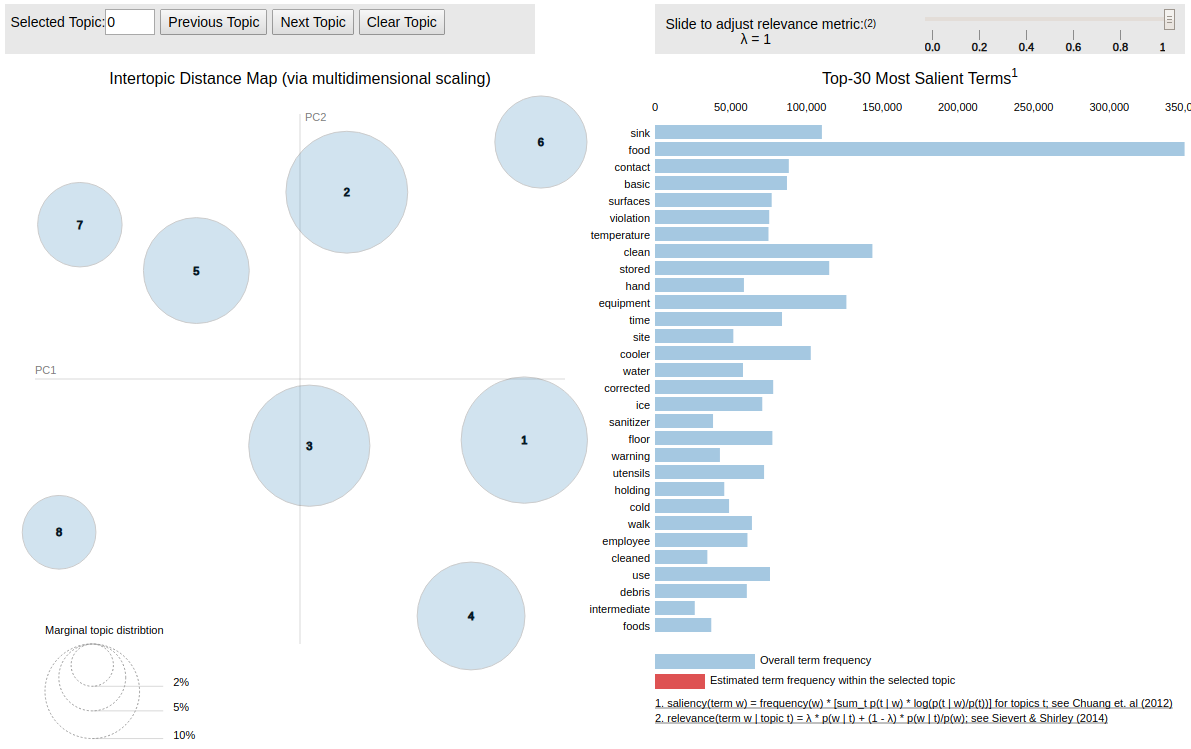 Selected Topic: 0 Previous Topic Next Topic Clear Topic
Slide to adjust relevance metric:(2)
λ = 1
0.0 0.2 0.4 0.6 0.8 1
Intertopic Distance Map (via multidimensional scaling)
PC2
PC1
6
2
7
5
3
1
8
4
Marginal topic distribtion
2%
5%
10%
Top-30 Most Salient Terms1
0 50,000 100,000 150,000 200,000 250,000 300,000 350,0
sink
food
contact
basic
surfaces
violation
temperature
clean
stored
hand
equipment
time
site
cooler
water
corrected
ice
sanitizer
floor
warning
utensils
holding
cold
walk
employee
cleaned
use
debris
intermediate
foods
Overall term frequency
Estimated term frequency within the selected topic
1. saliency(term w) = frequency(w) * [sum_t p(t | w) * log(p(t | w)/p(t))] for topics t; see Chuang et. al (2012)
2. relevance(term w | topic t) = λ * p(w | t) + (1 - λ) * p(w | t)/p(w); see Sievert & Shirley (2014)